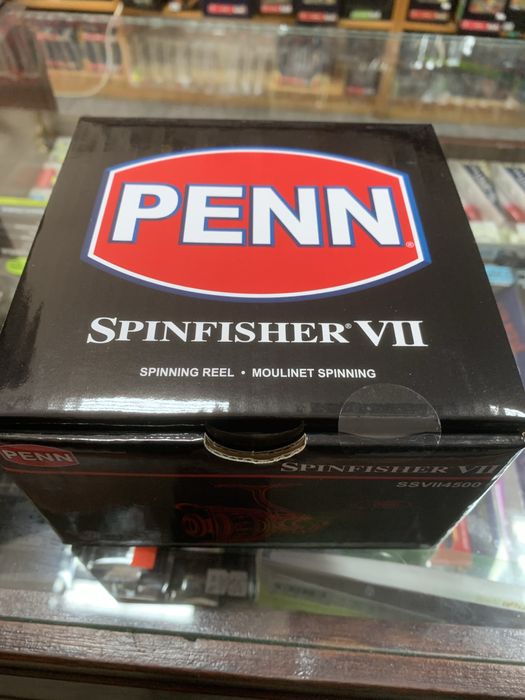 PENN®
SPINFISHER® VII
SPINNING REEL • MOULINET SPINNING
PENN
SPINFISHER VII
SSVII4500